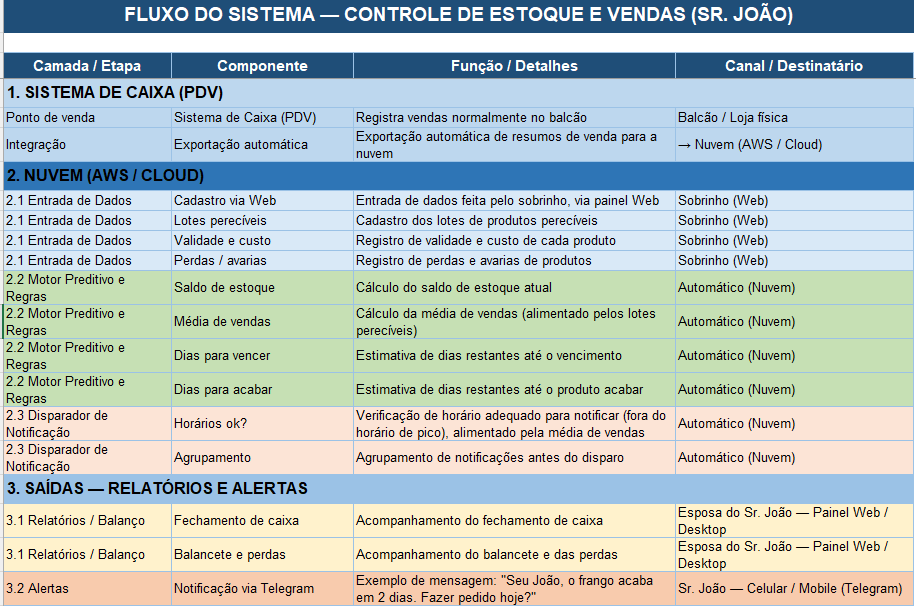 FLUXO DO SISTEMA — CONTROLE DE ESTOQUE E VENDAS (SR. JOÃO)
Camada / Etapa Componente Função / Detalhes Canal / Destinatário
1. SISTEMA DE CAIXA (PDV)
Ponto de venda Sistema de Caixa (PDV) Registra vendas normalmente no balcão Balcão / Loja física
Integração Exportação automática Exportação automática de resumos de venda para a nuvem → Nuvem (AWS / Cloud)
2. NUVEM (AWS / CLOUD)
2.1 Entrada de Dados Cadastro via Web Entrada de dados feita pelo sobrinho, via painel Web Sobrinho (Web)
2.1 Entrada de Dados Lotes perecíveis Cadastro dos lotes de produtos perecíveis Sobrinho (Web)
2.1 Entrada de Dados Validade e custo Registro de validade e custo de cada produto Sobrinho (Web)
2.1 Entrada de Dados Perdas / avarias Registro de perdas e avarias de produtos Sobrinho (Web)
2.2 Motor Preditivo e Regras Saldo de estoque Cálculo do saldo de estoque atual Automático (Nuvem)
2.2 Motor Preditivo e Regras Média de vendas Cálculo da média de vendas (alimentado pelos lotes perecíveis) Automático (Nuvem)
2.2 Motor Preditivo e Regras Dias para vencer Estimativa de dias restantes até o vencimento Automático (Nuvem)
2.2 Motor Preditivo e Regras Dias para acabar Estimativa de dias restantes até o produto acabar Automático (Nuvem)
2.3 Disparador de Notificação Horários ok? Verificação de horário adequado para notificar (fora do horário de pico), alimentado pela média de vendas Automático (Nuvem)
2.3 Disparador de Notificação Agrupamento Agrupamento de notificações antes do disparo Automático (Nuvem)
3. SAÍDAS — RELATÓRIOS E ALERTAS
3.1 Relatórios / Balanço Fechamento de caixa Acompanhamento do fechamento de caixa Esposa do Sr. João — Painel Web / Desktop
3.1 Relatórios / Balanço Balancete e perdas Acompanhamento do balancete e das perdas Esposa do Sr. João — Painel Web / Desktop
3.2 Alertas Notificação via Telegram Exemplo de mensagem: "Seu João, o frango acaba em 2 dias. Fazer pedido hoje?" Sr. João — Celular / Mobile (Telegram)